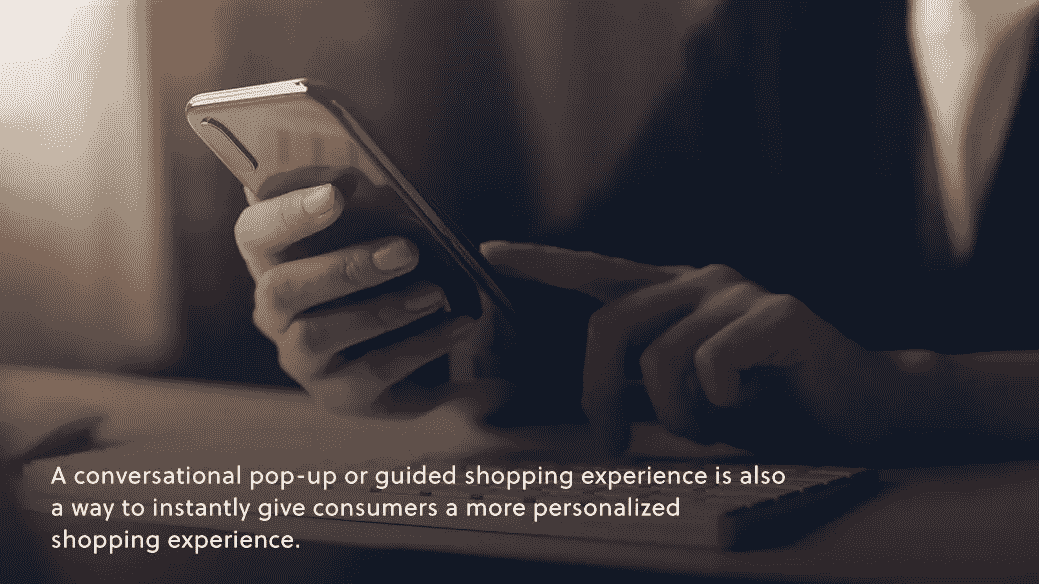 A conversational pop-up or guided shopping experience is also
a way to instantly give consumers a more personalized
shopping experience.